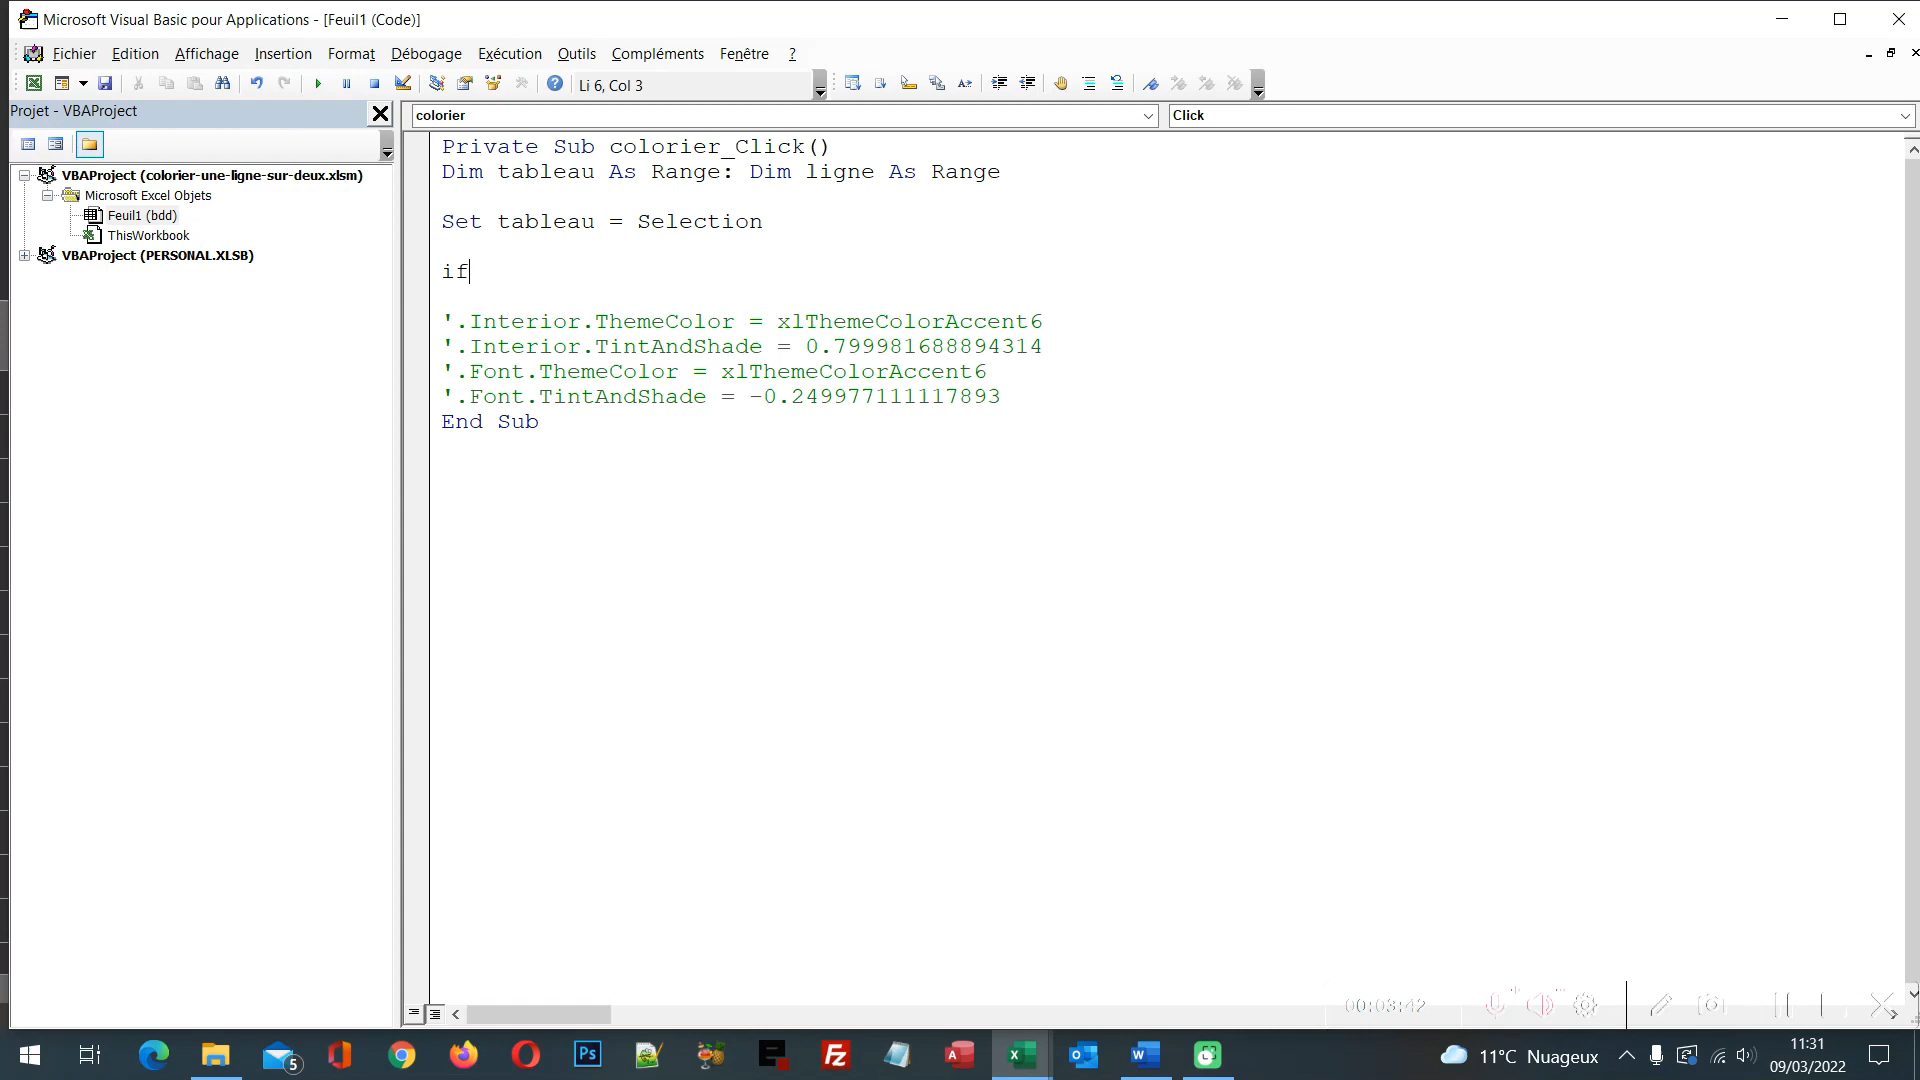 Microsoft Visual Basic pour Applications - [Feuil1 (Code)]
Fichier Edition Affichage Insertion Format Débogage Exécution Outils Compléments Fenêtre ?
Li 6, Col 3
Projet - VBAProject
colorier Click
VBAProject (colorier-une-ligne-sur-deux.xlsm)
Microsoft Excel Objets
Feuil1 (bdd)
ThisWorkbook
VBAProject (PERSONAL.XLSB)
Private Sub colorier_Click()
Dim tableau As Range: Dim ligne As Range
Set tableau = Selection
if
'.Interior.ThemeColor = xlThemeColorAccent6
'.Interior.TintAndShade = 0.799981688894314
'.Font.ThemeColor = xlThemeColorAccent6
'.Font.TintAndShade = -0.249977111117893
End Sub
00:03:42
5
Ps
11°C Nuageux
11:31
09/03/2022